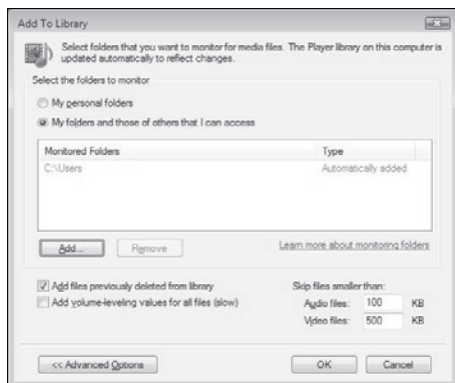 Add To Library
Select folders that you want to monitor for media files. The Player library on this computer is
updated automatically to reflect changes.
Select the folders to monitor
My personal folders
My folders and those of others that I can access
Monitored Folders Type
C:\Users Automatically added
Add... Remove Learn more about monitoring folders
Add files previously deleted from library
Add volume-leveling values for all files (slow)
Skip files smaller than:
Audio files: 100 KB
Video files: 500 KB
<< Advanced Options OK Cancel